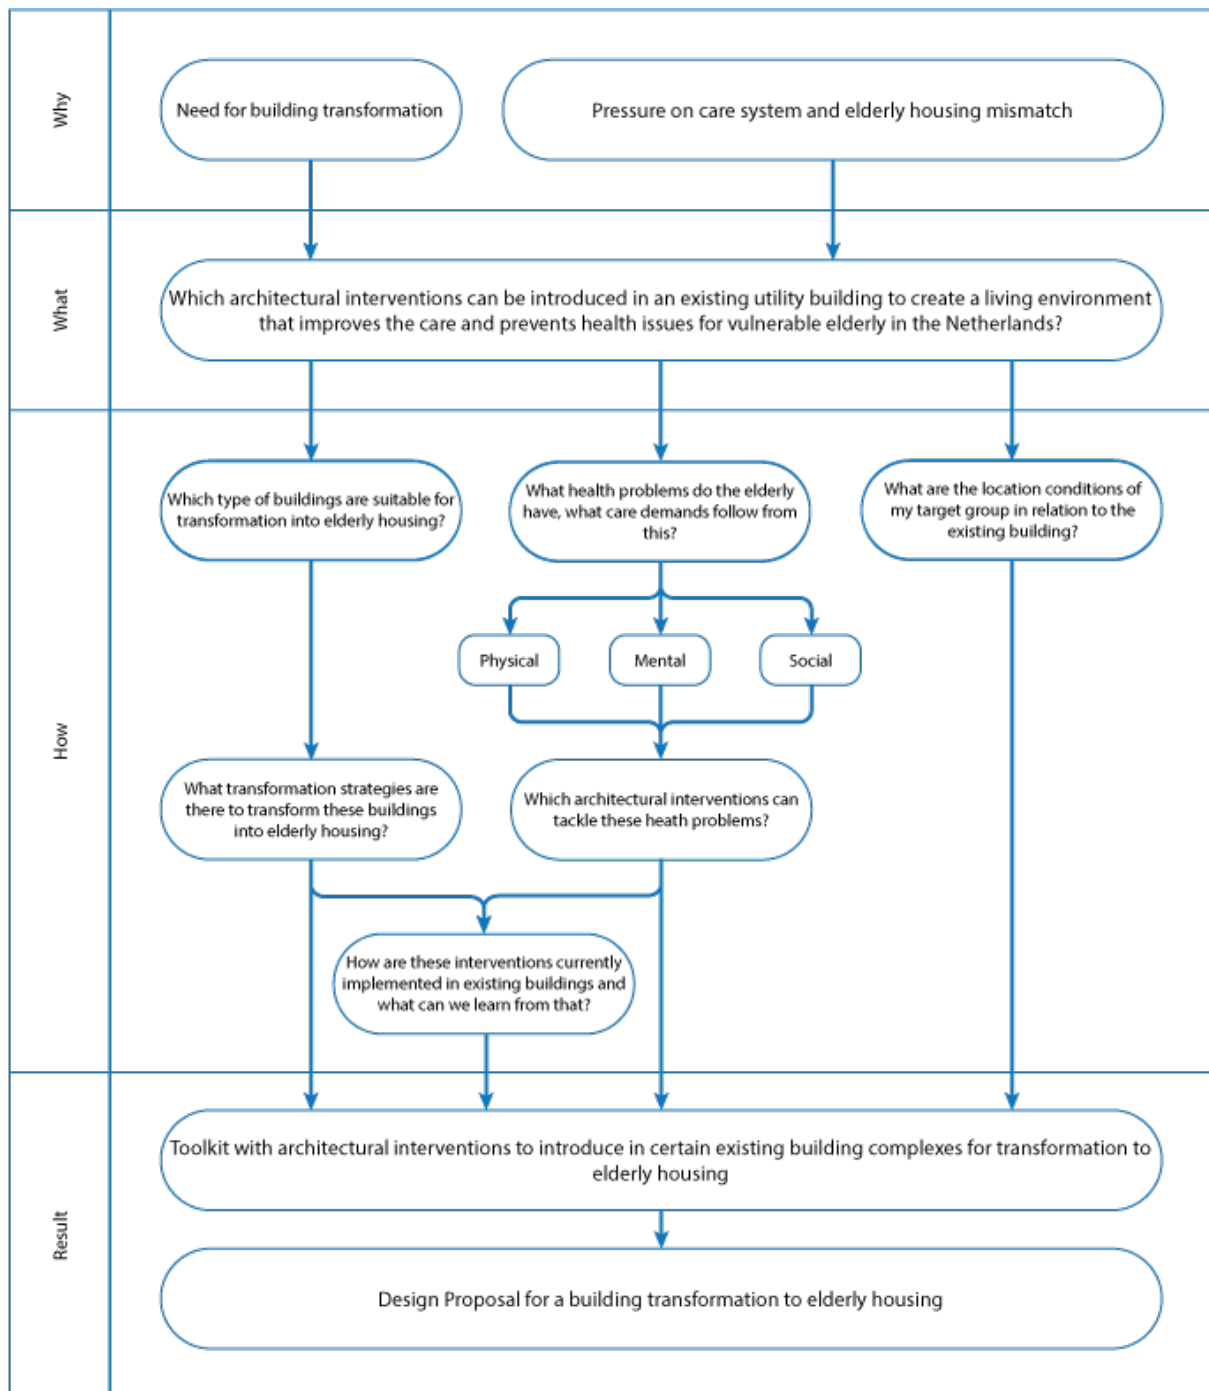 Why
Need for building transformation
Pressure on care system and elderly housing mismatch
What
Which architectural interventions can be introduced in an existing utility building to create a living environment
that improves the care and prevents health issues for vulnerable elderly in the Netherlands?
How
Which type of buildings are suitable for
transformation into elderly housing?
What health problems do the elderly
have, what care demands follow from
this?
What are the location conditions of
my target group in relation to the
existing building?
Physical
Mental
Social
What transformation strategies are
there to transform these buildings
into elderly housing?
Which architectural interventions can
tackle these heath problems?
How are these interventions currently
implemented in existing buildings and
what can we learn from that?
Result
Toolkit with architectural interventions to introduce in certain existing building complexes for transformation to
elderly housing
Design Proposal for a building transformation to elderly housing